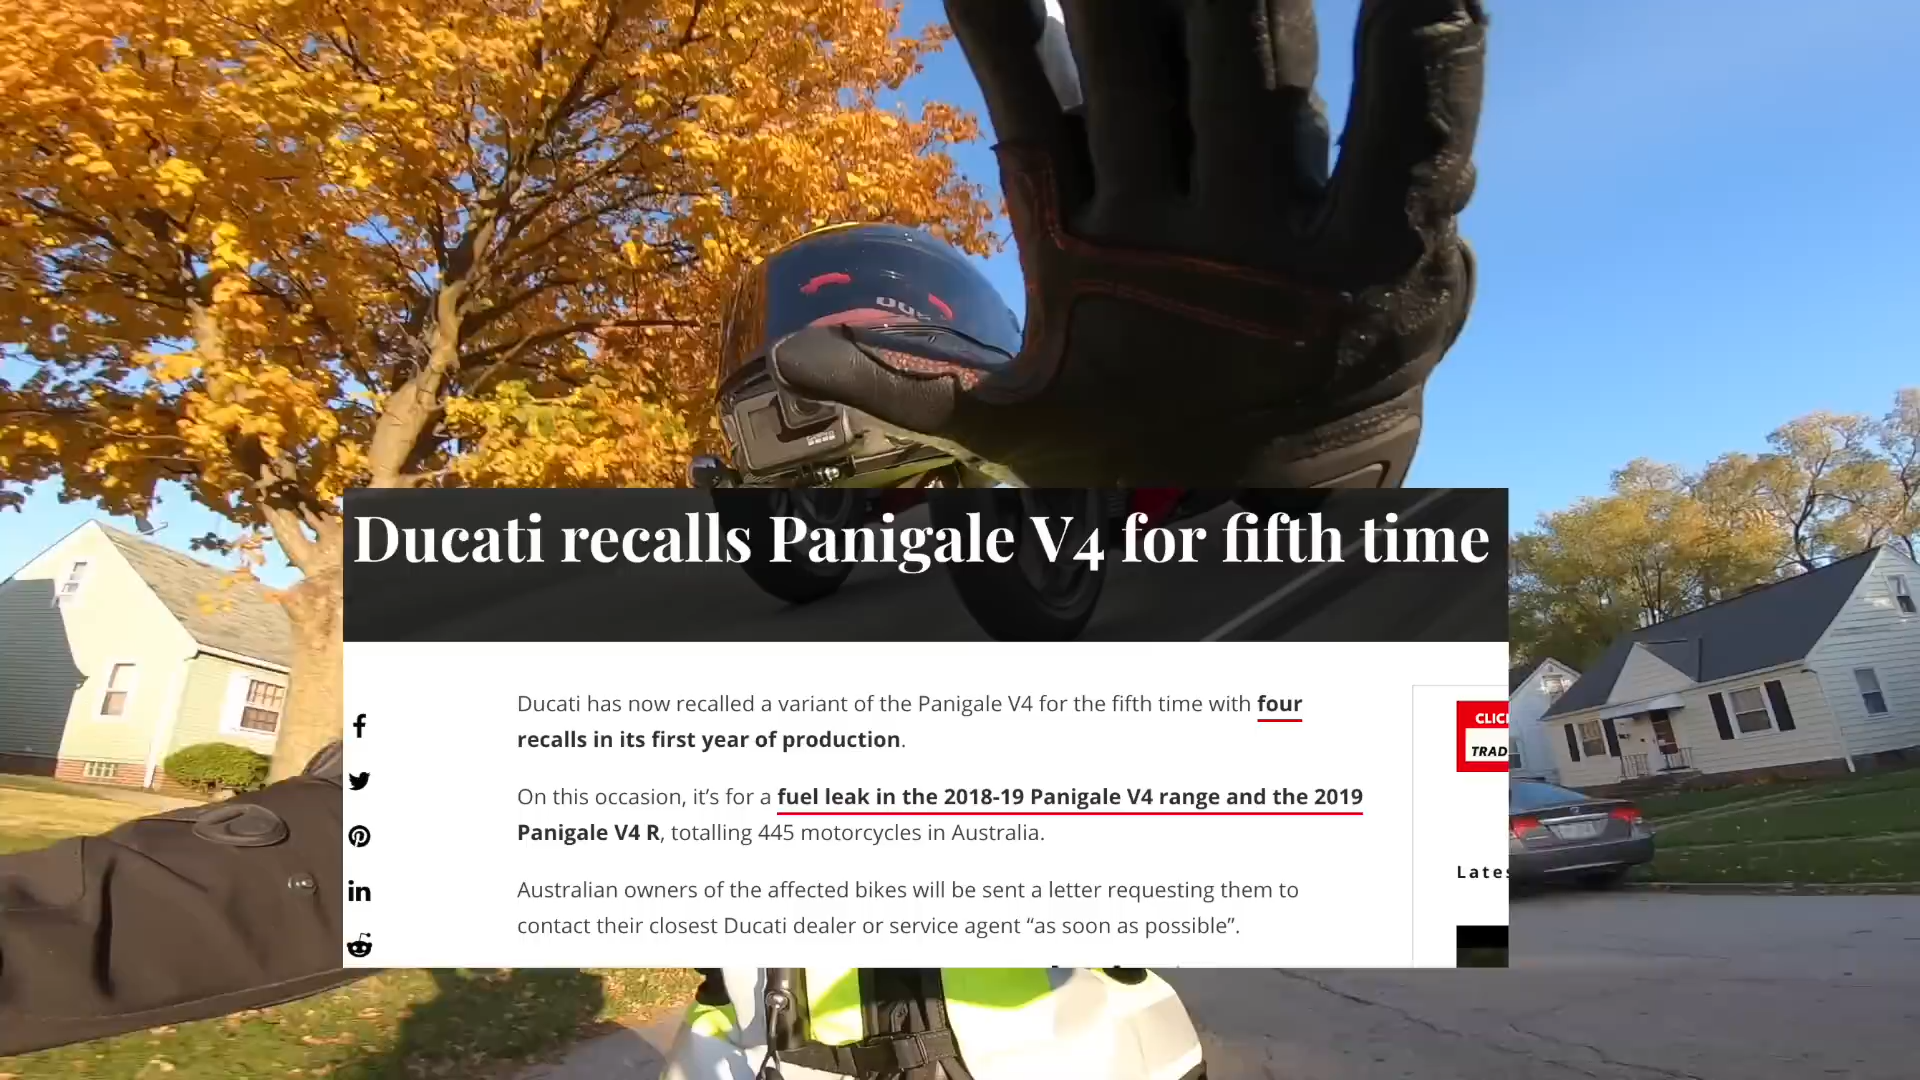 Ducati recalls Panigale V4 for fifth time
Ducati has now recalled a variant of the Panigale V4 for the fifth time with four
recalls in its first year of production.
On this occasion, it’s for a fuel leak in the 2018-19 Panigale V4 range and the 2019
Panigale V4 R, totalling 445 motorcycles in Australia.
Australian owners of the affected bikes will be sent a letter requesting them to
contact their closest Ducati dealer or service agent “as soon as possible”.
GoPro